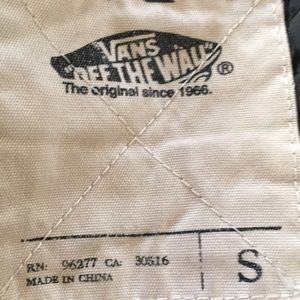 VANS
"OFF THE WALL"®
The original since 1966.
RN: 96277 CA: 30516
MADE IN CHINA
S